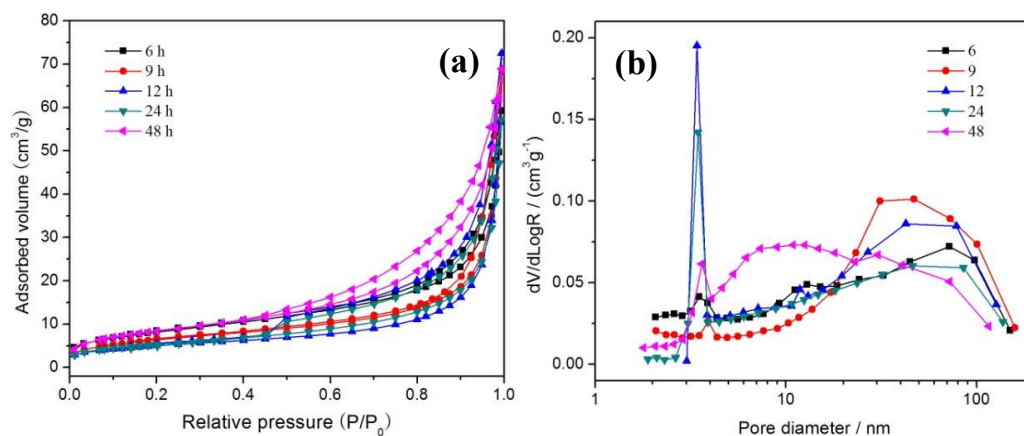 (a)
80
70
60
50
40
30
20
10
0
Adsorbed volume (cm³/g)
6 h
9 h
12 h
24 h
48 h
0.0 0.2 0.4 0.6 0.8 1.0
Relative pressure (P/P₀)
(b)
0.20
0.15
0.10
0.05
0.00
dV/dLogR / (cm³g⁻¹)
6
9
12
24
48
1 10 100
Pore diameter / nm